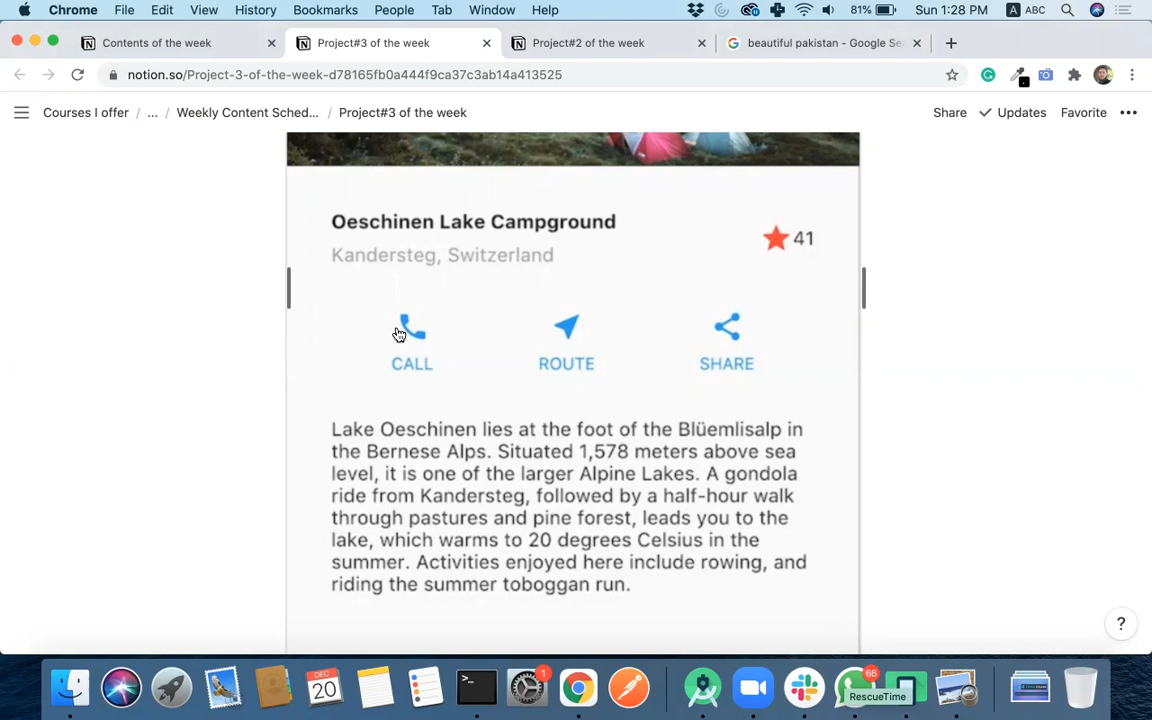 Chrome File Edit View History Bookmarks People Tab Window Help 81% Sun 1:28 PM A ABC
Contents of the week
Project#3 of the week
Project#2 of the week
beautiful pakistan - Google Se
notion.so/Project-3-of-the-week-d78165fb0a444f9ca37c3ab14a413525
Courses I offer / ... / Weekly Content Sched... / Project#3 of the week Share Updates Favorite
Oeschinen Lake Campground
41
Kandersteg, Switzerland
CALL ROUTE SHARE
Lake Oeschinen lies at the foot of the Blüemlisalp in
the Bernese Alps. Situated 1,578 meters above sea
level, it is one of the larger Alpine Lakes. A gondola
ride from Kandersteg, followed by a half-hour walk
through pastures and pine forest, leads you to the
lake, which warms to 20 degrees Celsius in the
summer. Activities enjoyed here include rowing, and
riding the summer toboggan run.
?
DEC
20
1
66
RescueTime